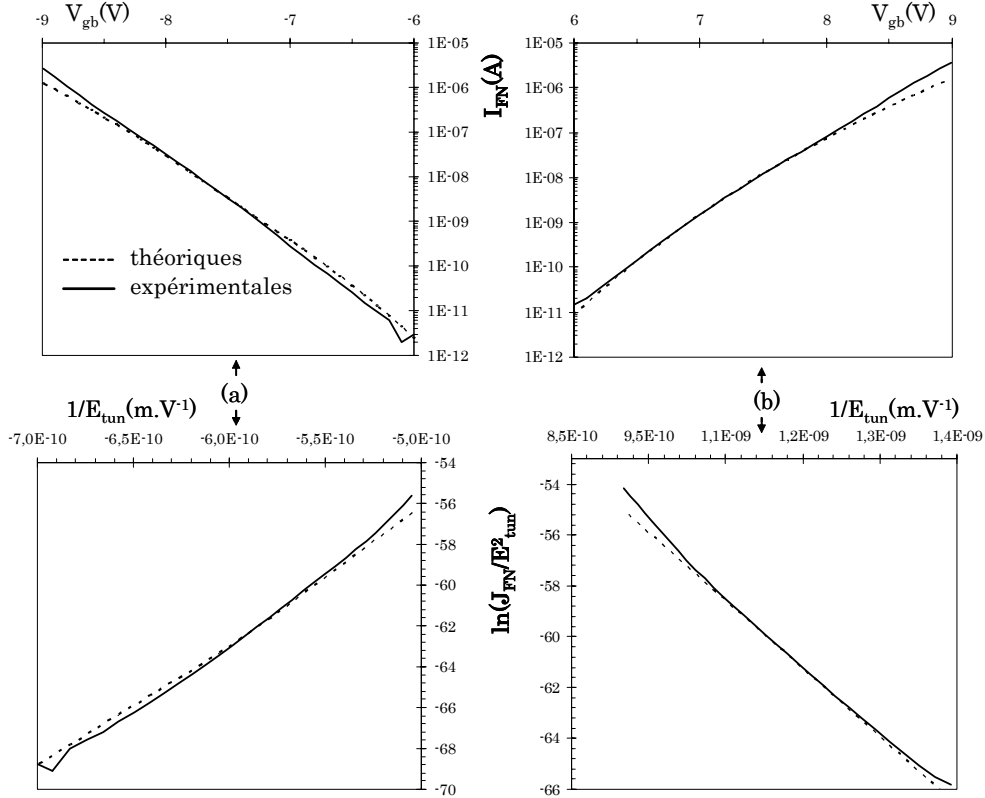 V_gb(V)
-9 -8 -7 -6
1E-05
1E-06
1E-07
1E-08
1E-09
1E-10
1E-11
1E-12
théoriques
expérimentales
I_FN(A)
V_gb(V)
6 7 8 9
1E-05
1E-06
1E-07
1E-08
1E-09
1E-10
1E-11
1E-12
(a)
(b)
1/E_tun(m.V⁻¹)
-7,0E-10 -6,5E-10 -6,0E-10 -5,5E-10 -5,0E-10
-54
-56
-58
-60
-62
-64
-66
-68
-70
ln(J_FN/E²_tun)
1/E_tun(m.V⁻¹)
8,5E-10 9,5E-10 1,1E-09 1,2E-09 1,3E-09 1,4E-09
-54
-56
-58
-60
-62
-64
-66